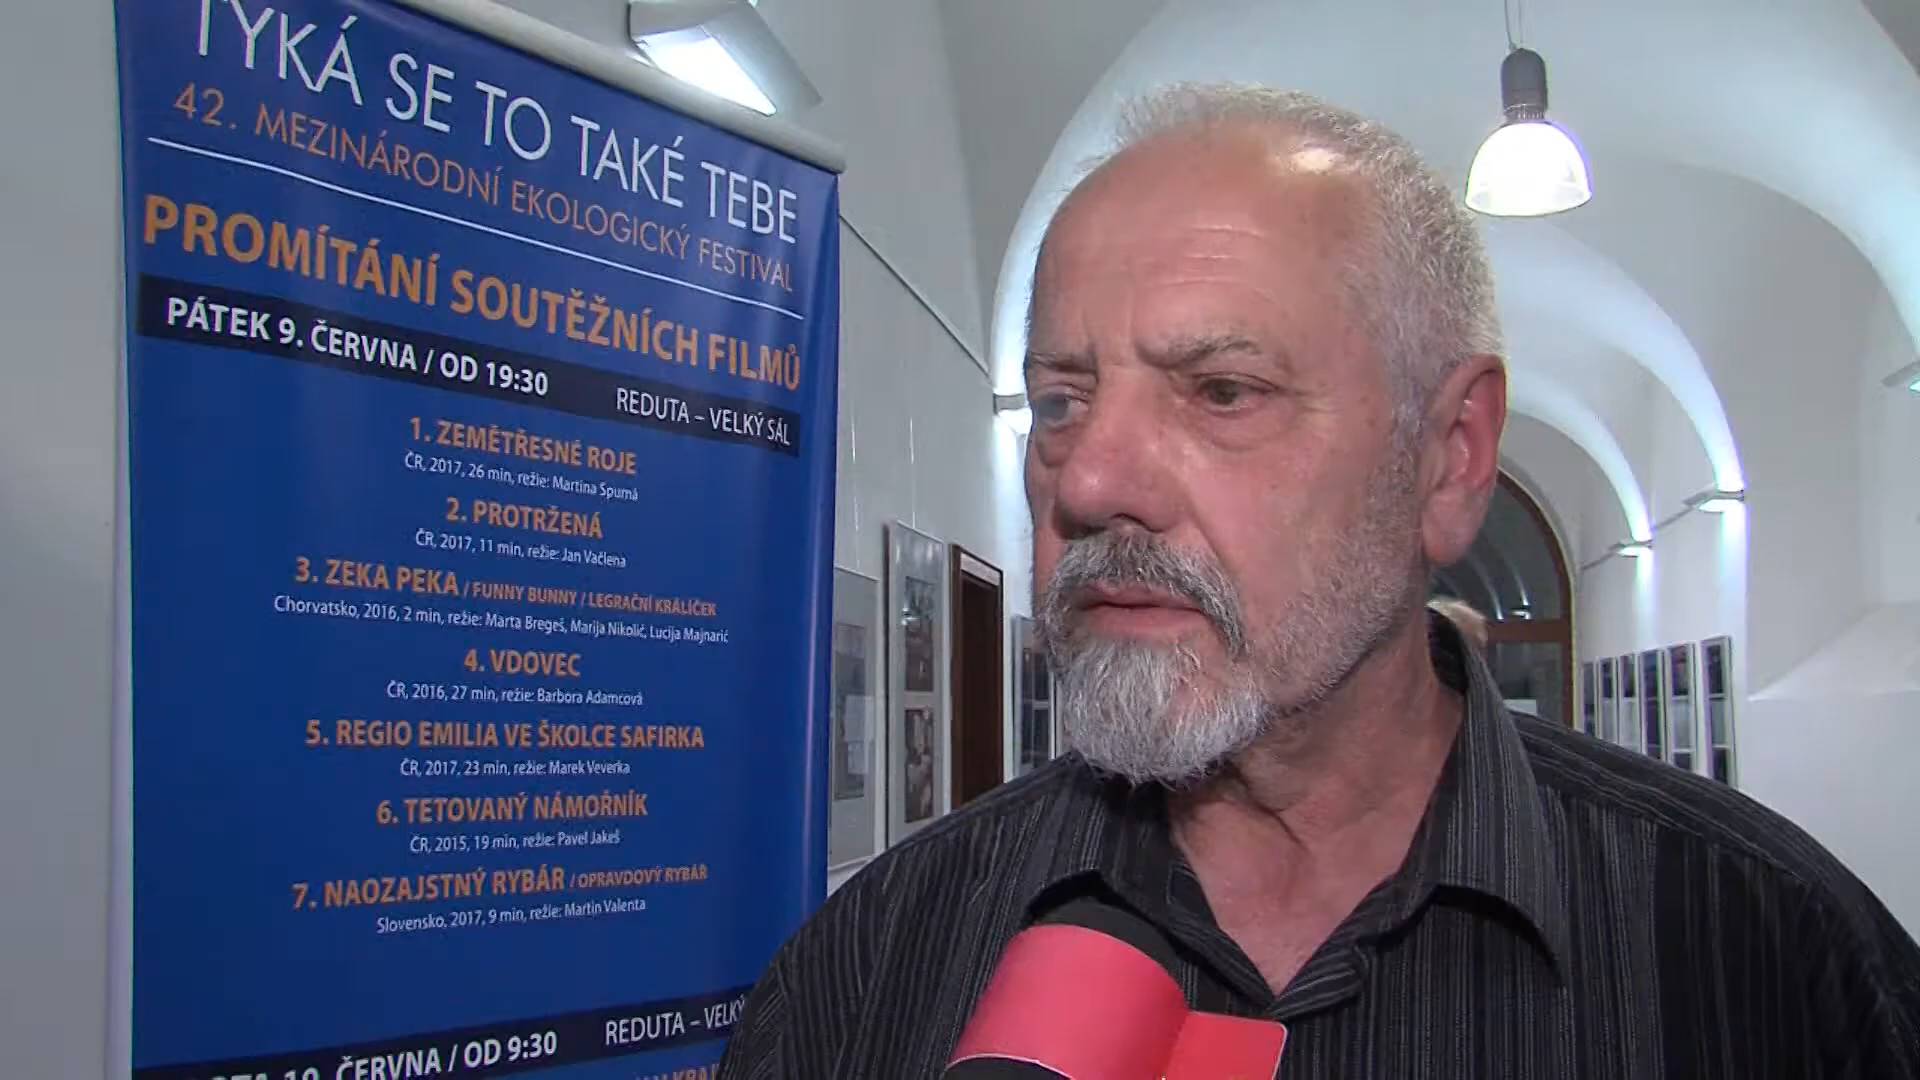 TÝKÁ SE TO TAKÉ TEBE
42. MEZINÁRODNÍ EKOLOGICKÝ FESTIVAL
PROMÍTÁNÍ SOUTĚŽNÍCH FILMŮ
PÁTEK 9. ČERVNA / OD 19:30 REDUTA – VELKÝ SÁL
1. ZEMĚTŘESNÉ ROJE
ČR, 2017, 26 min, režie: Martina Spurná
2. PROTRŽENÁ
ČR, 2017, 11 min, režie: Jan Vačlena
3. ZEKA PEKA / FUNNY BUNNY / LEGRAČNÍ KRÁLÍČEK
Chorvatsko, 2016, 2 min, režie: Marta Bregeš, Marija Nikolić, Lucija Majnarić
4. VDOVEC
ČR, 2016, 27 min, režie: Barbora Adamcová
5. REGIO EMILIA VE ŠKOLCE SAFIRKA
ČR, 2017, 23 min, režie: Marek Veverka
6. TETOVANÝ NÁMOŘNÍK
ČR, 2015, 19 min, režie: Pavel Jakeš
7. NAOZAJSTNÝ RYBÁR / OPRAVDOVÝ RYBÁŘ
Slovensko, 2017, 9 min, režie: Martin Valenta
10. ČERVNA / OD 9:30 REDUTA –